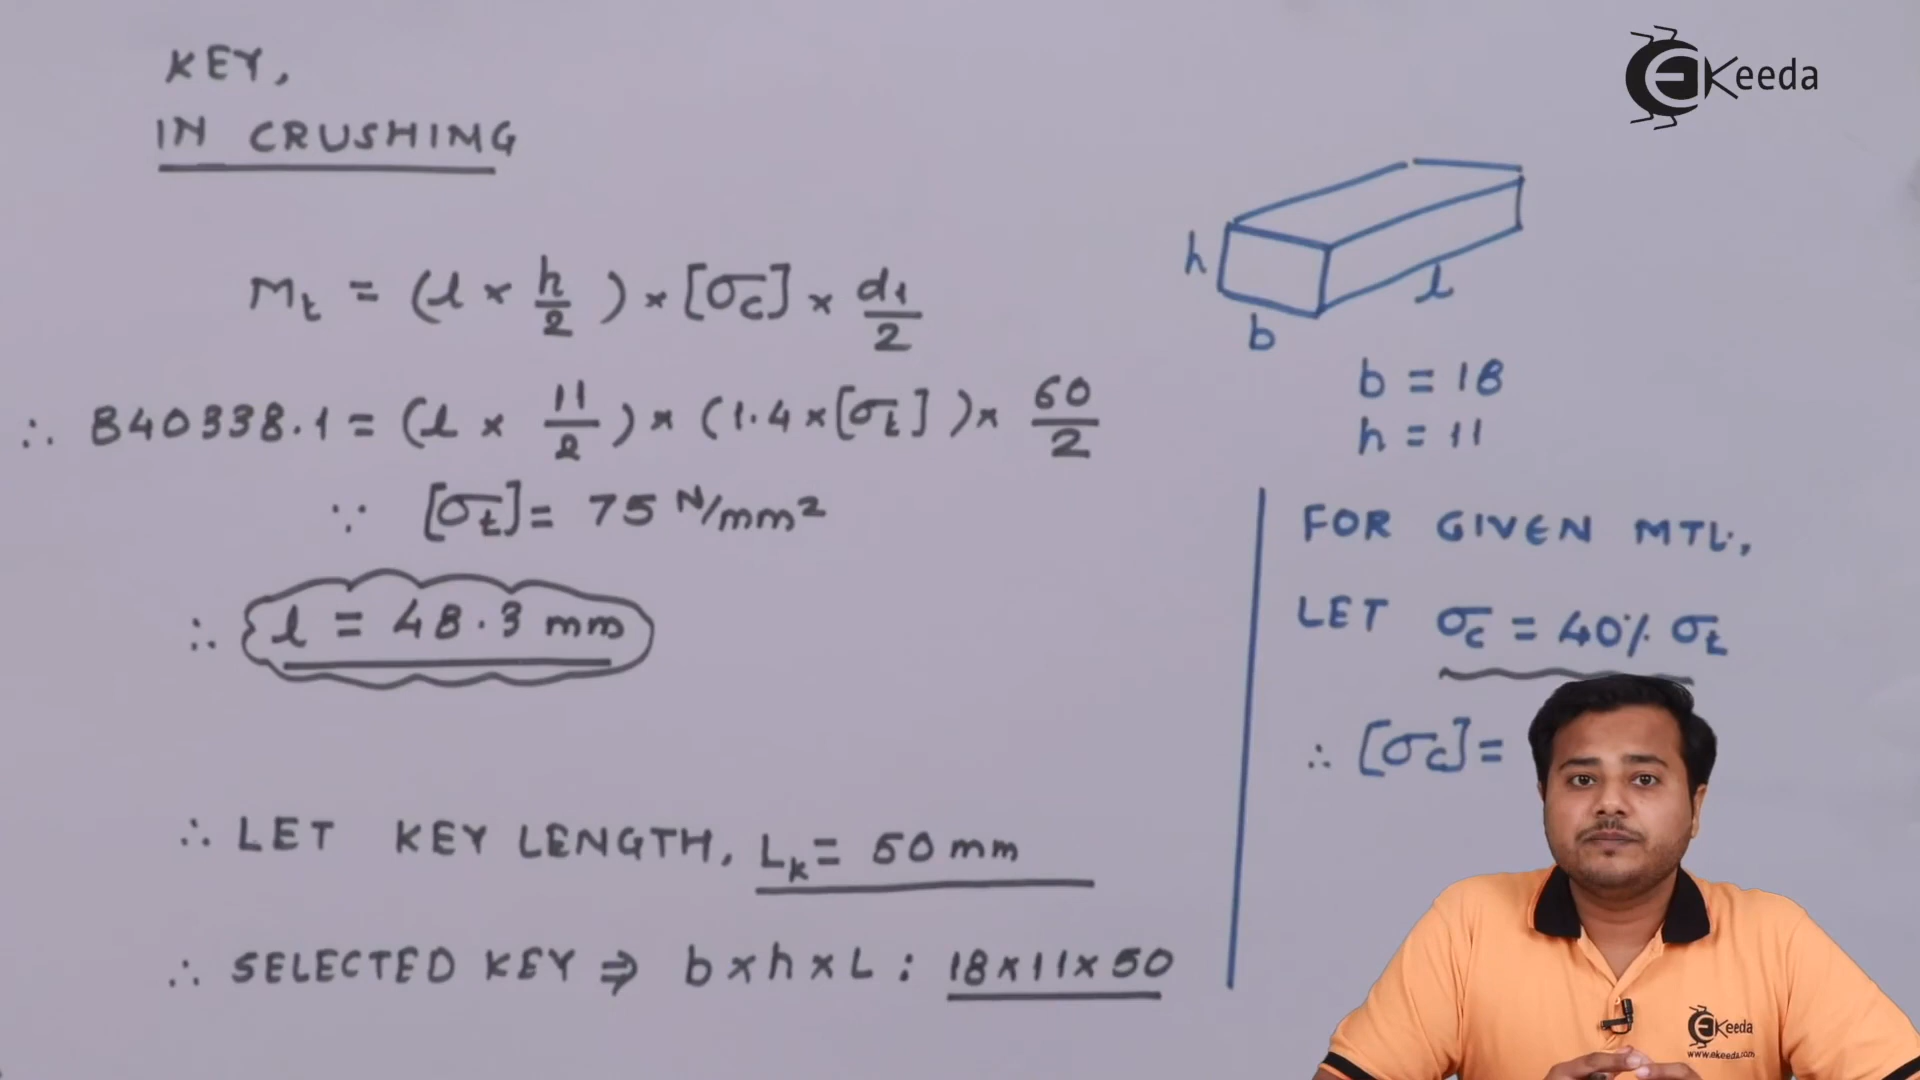 KEY,
IN CRUSHING
Mt = (l × h/2) × [σc] × d1/2
∴ 840338.1 = (l × 11/2) × (1.4 × [σt]) × 60/2
∵ [σt] = 75 N/mm²
∴ l = 48.3 mm
∴ LET KEY LENGTH, Lk = 50 mm
∴ SELECTED KEY ⇒ b × h × L : 18 × 11 × 50
eKeeda
h
b
l
b = 18
h = 11
FOR GIVEN MTL.,
LET σc = 40% σt
∴ [σc] =
eKeeda
www.ekeeda.com